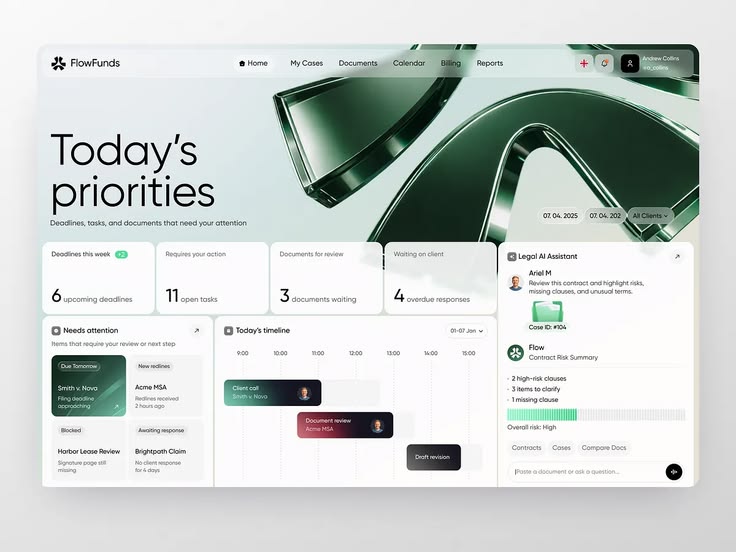 FlowFunds
Home
My Cases
Documents
Calendar
Billing
Reports
Andrew Collins
Today's
priorities
Deadlines, tasks, and documents that need your attention
07. 04. 2025
07. 04. 202
All Clients
Deadlines this week +2
6 upcoming deadlines
Requires your action
11 open tasks
Documents for review
3 documents waiting
Waiting on client
4 overdue responses
Needs attention
Items that require your review or next step
Due Tomorrow
Smith v. Nova
Filing deadline
approaching
New redlines
Acme MSA
Redlines received
2 hours ago
Blocked
Harbor Lease Review
Signature page still
missing
Awaiting response
Brightpath Claim
No client response
for 4 days
Today's timeline
01-07 Jan
9:00
10:00
11:00
12:00
13:00
14:00
15:00
Client call
Smith v. Nova
Document review
Acme MSA
Draft revision
Legal AI Assistant
Ariel M
Review this contract and highlight risks,
missing clauses, and unusual terms.
Case ID: #104
Flow
Contract Risk Summary
2 high-risk clauses
3 items to clarify
1 missing clause
Overall risk: High
Contracts
Cases
Compare Docs
Paste a document or ask a question...